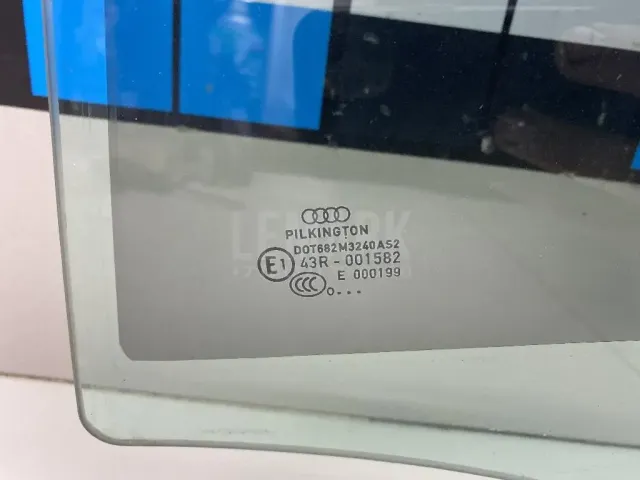 PILKINGTON
DOT682M3240AS2
E1 43R - 001582
E 000199
CCC o...